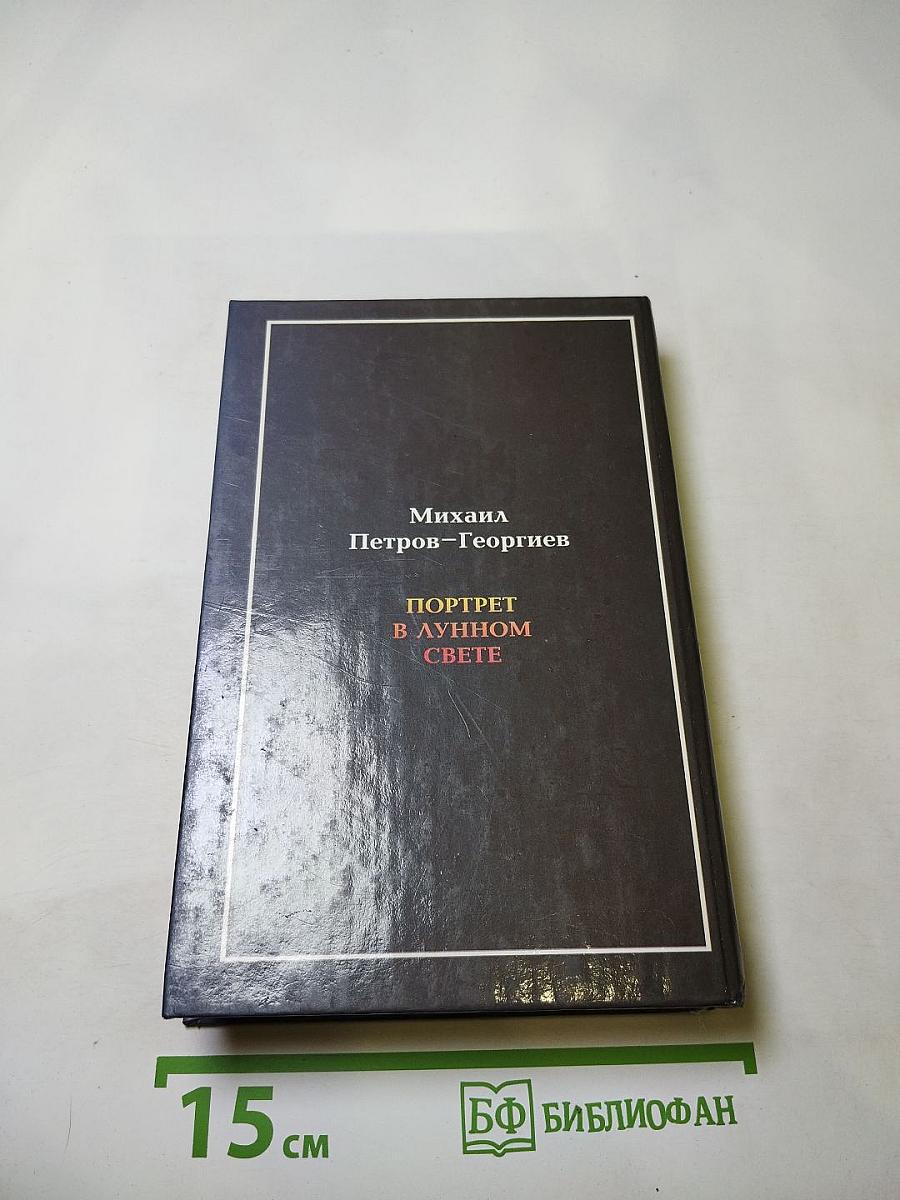 Михаил
Петров–Георгиев
ПОРТРЕТ
В ЛУННОМ
СВЕТЕ
15 см
БФ БИБЛИОФАН